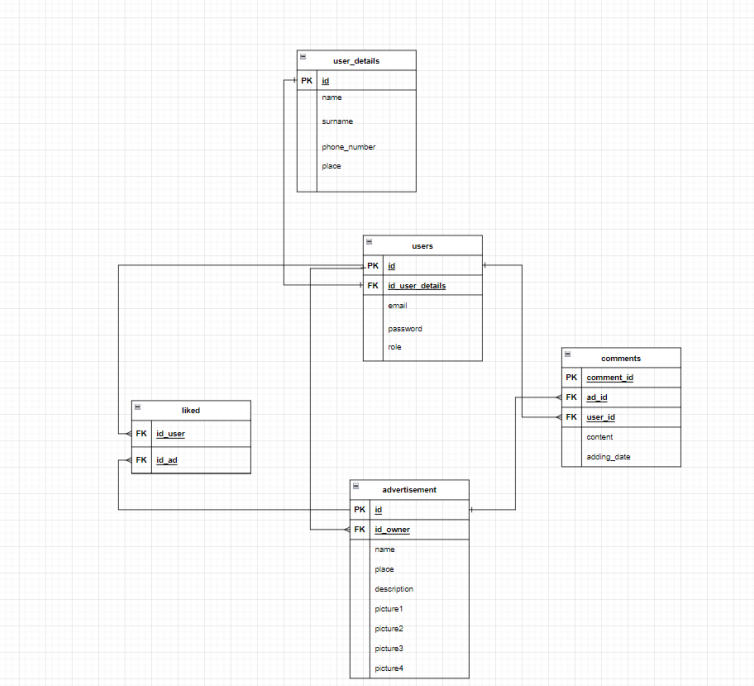 user_details
PK id
name
surname
phone_number
place
users
PK id
FK id_user_details
email
password
role
comments
PK comment_id
FK ad_id
FK user_id
content
adding_date
liked
FK id_user
FK id_ad
advertisement
PK id
FK id_owner
name
place
description
picture1
picture2
picture3
picture4